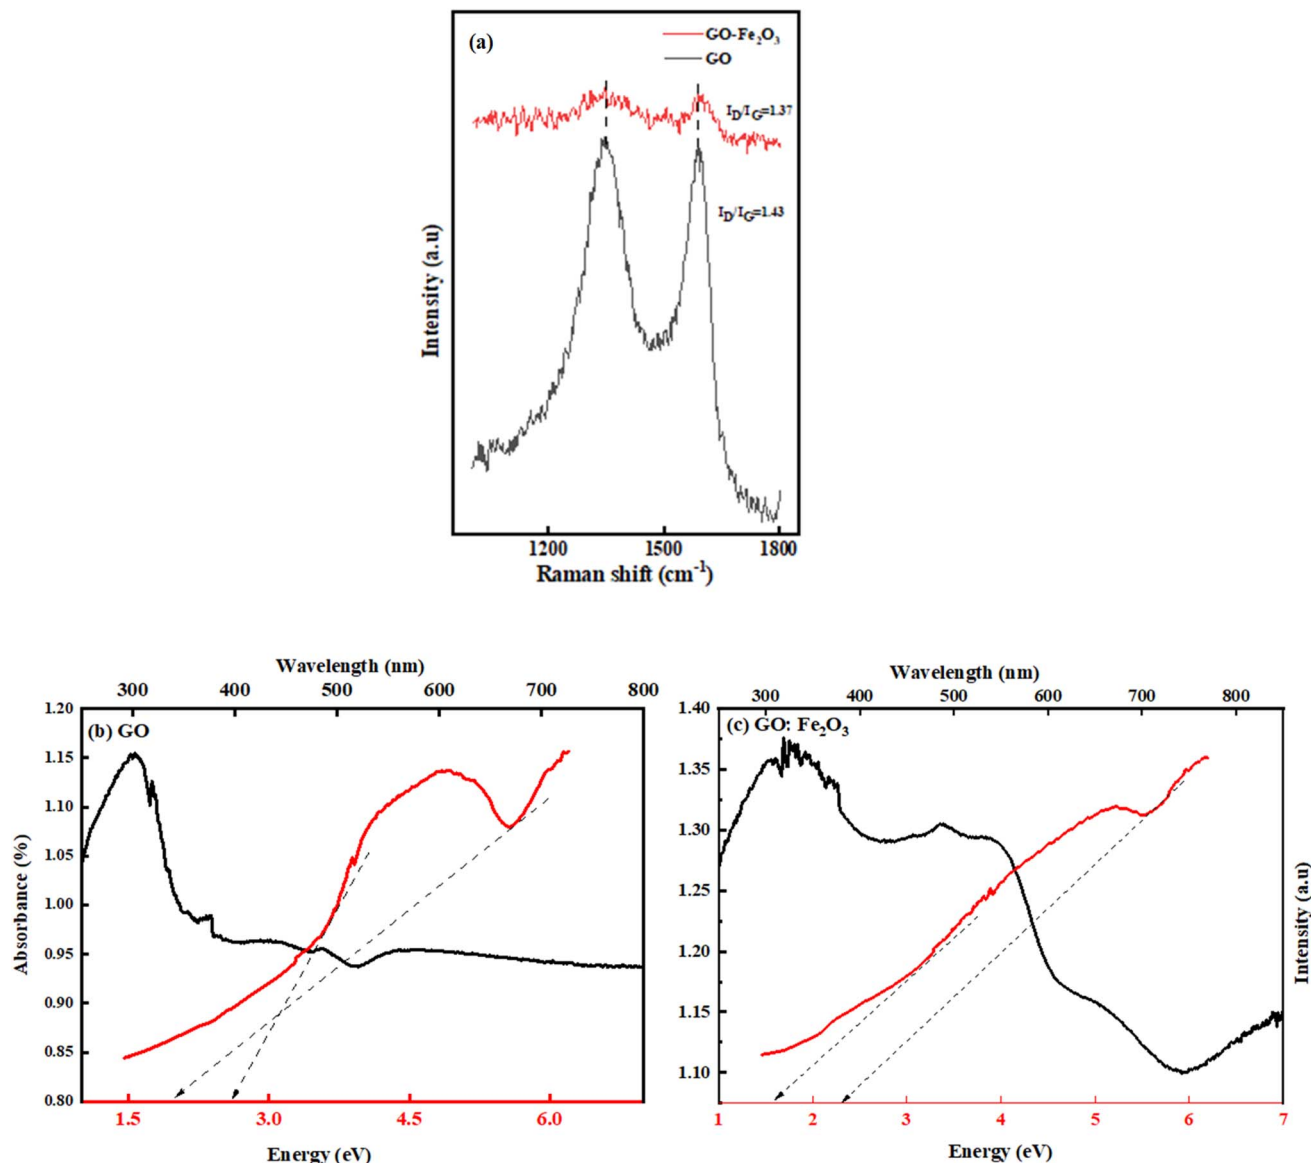 (a)
GO-Fe₂O₃
GO
I_D/I_G=1.37
I_D/I_G=1.43
Intensity (a.u)
1200 1500 1800
Raman shift (cm⁻¹)
Wavelength (nm)
300 400 500 600 700 800
(b) GO
1.20
1.15
1.10
1.05
1.00
0.95
0.90
0.85
0.80
Absorbance (%)
1.5 3.0 4.5 6.0
Energy (eV)
Wavelength (nm)
300 400 500 600 700 800
(c) GO: Fe₂O₃
1.40
1.35
1.30
1.25
1.20
1.15
1.10
Intensity (a.u)
1 2 3 4 5 6 7
Energy (eV)